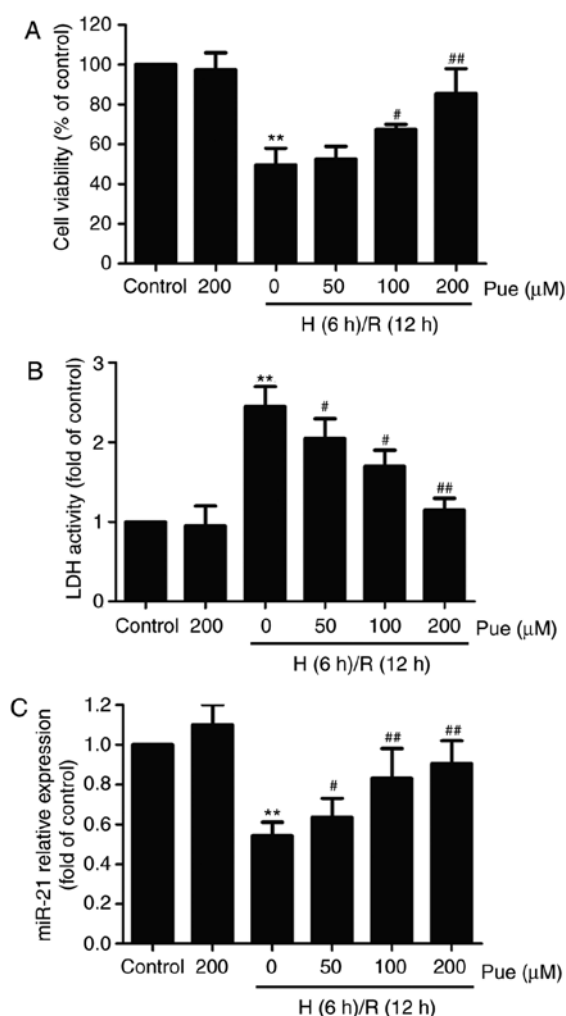 A
Cell viability (% of control)
120
100
80
60
40
20
0
**
#
##
Control 200 0 50 100 200 Pue (μM)
H (6 h)/R (12 h)
B
LDH activity (fold of control)
3
2
1
0
**
#
#
##
Control 200 0 50 100 200 Pue (μM)
H (6 h)/R (12 h)
C
miR-21 relative expression
(fold of control)
1.2
1.0
0.8
0.6
0.4
0.2
0.0
**
#
##
##
Control 200 0 50 100 200 Pue (μM)
H (6 h)/R (12 h)